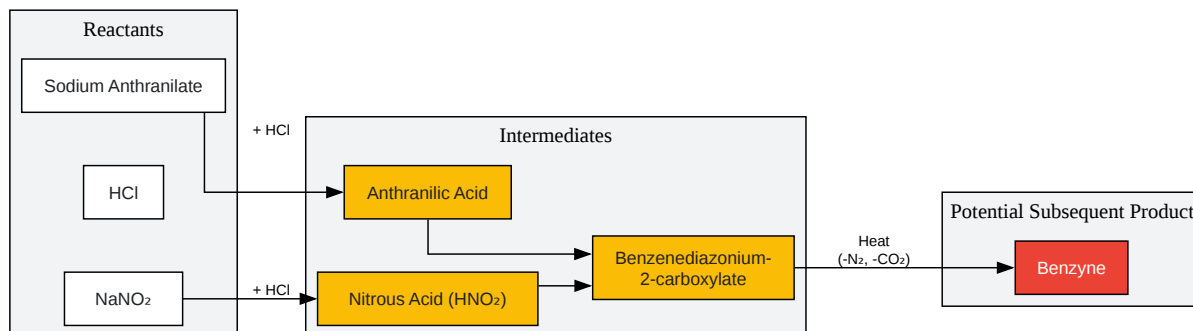 Reactants
Sodium Anthranilate
HCl
NaNO₂
+ HCl
+ HCl
Intermediates
Anthranilic Acid
Nitrous Acid (HNO₂)
Benzenediazonium-
2-carboxylate
Heat
(-N₂, -CO₂)
Potential Subsequent Product
Benzyne